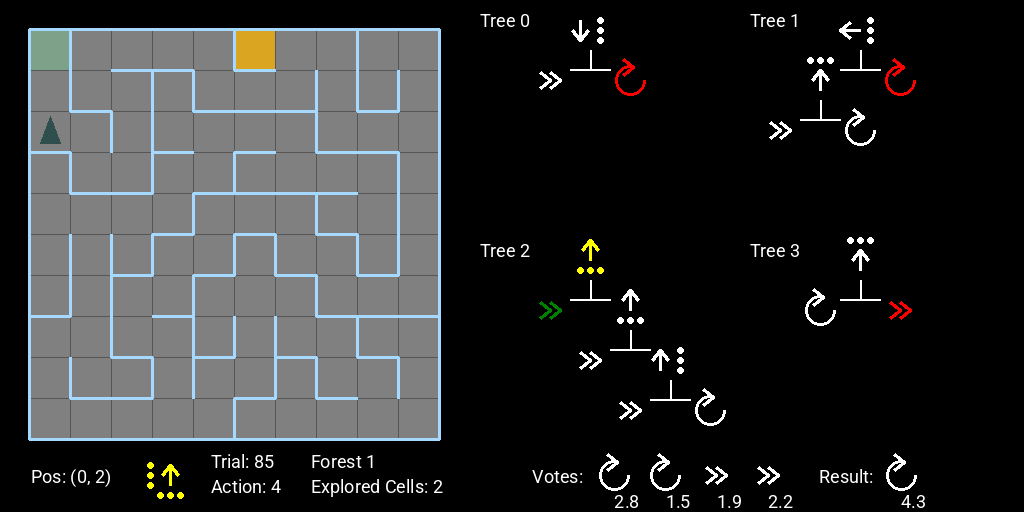 Tree 0
Tree 1
Tree 2
Tree 3
Pos: (0, 2)
Trial: 85
Forest 1
Action: 4
Explored Cells: 2
Votes:
2.8
1.5
1.9
2.2
Result:
4.3